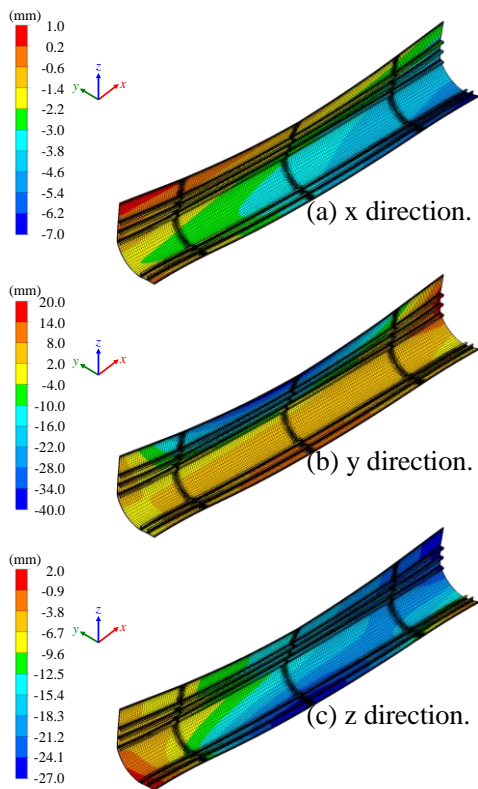 (mm)
1.0
0.2
-0.6
-1.4
-2.2
-3.0
-3.8
-4.6
-5.4
-6.2
-7.0
z
y
x
(a) x direction.
(mm)
20.0
14.0
8.0
2.0
-4.0
-10.0
-16.0
-22.0
-28.0
-34.0
-40.0
z
y
x
(b) y direction.
(mm)
2.0
-0.9
-3.8
-6.7
-9.6
-12.5
-15.4
-18.3
-21.2
-24.1
-27.0
z
y
x
(c) z direction.